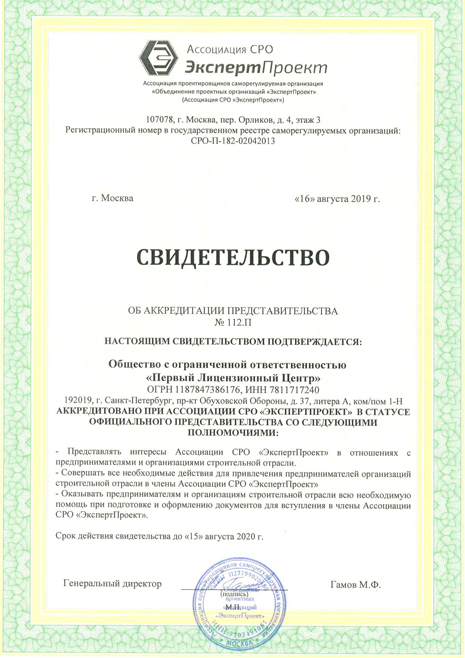 Ассоциация СРО
ЭкспертПроект
Ассоциация проектировщиков саморегулируемая организация
«Объединение проектных организаций «ЭкспертПроект»
(Ассоциация СРО «ЭкспертПроект»)
107078, г. Москва, пер. Орликов, д. 4, этаж 3
Регистрационный номер в государственном реестре саморегулируемых организаций:
СРО-П-182-02042013
г. Москва «16» августа 2019 г.
СВИДЕТЕЛЬСТВО
ОБ АККРЕДИТАЦИИ ПРЕДСТАВИТЕЛЬСТВА
№ 112.П
НАСТОЯЩИМ СВИДЕТЕЛЬСТВОМ ПОДТВЕРЖДАЕТСЯ:
Общество с ограниченной ответственностью
«Первый Лицензионный Центр»
ОГРН 1187847386176, ИНН 7811717240
192019, г. Санкт-Петербург, пр-кт Обуховской Обороны, д. 37, литера А, ком/пом 1-Н
АККРЕДИТОВАНО ПРИ АССОЦИАЦИИ СРО «ЭКСПЕРТПРОЕКТ» В СТАТУСЕ
ОФИЦИАЛЬНОГО ПРЕДСТАВИТЕЛЬСТВА СО СЛЕДУЮЩИМИ
ПОЛНОМОЧИЯМИ:
- Представлять интересы Ассоциации СРО «ЭкспертПроект» в отношениях с
предпринимателями и организациями строительной отрасли.
- Совершать все необходимые действия для привлечения предпринимателей организаций
строительной отрасли в члены Ассоциации СРО «ЭкспертПроект»
- Оказывать предпринимателям и организациям строительной отрасли всю необходимую
помощь при подготовке и оформлению документов для вступления в члены Ассоциации
СРО «ЭкспертПроект».
Срок действия свидетельства до «15» августа 2020 г.
Генеральный директор Гамов М.Ф.
(подпись)
М.П.
«ЭкспертПроект»
МОСКВА